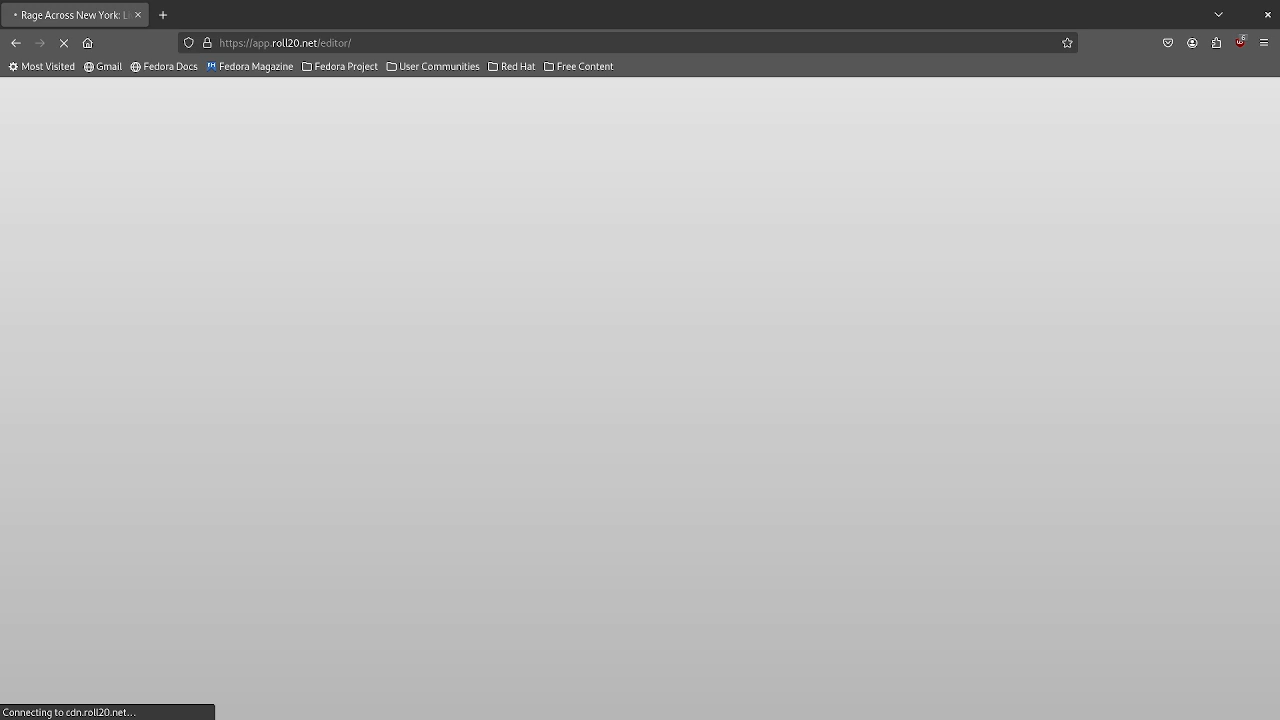 Rage Across New York: L
https://app.roll20.net/editor/
6
Most Visited Gmail Fedora Docs Fedora Magazine Fedora Project User Communities Red Hat Free Content
Connecting to cdn.roll20.net…